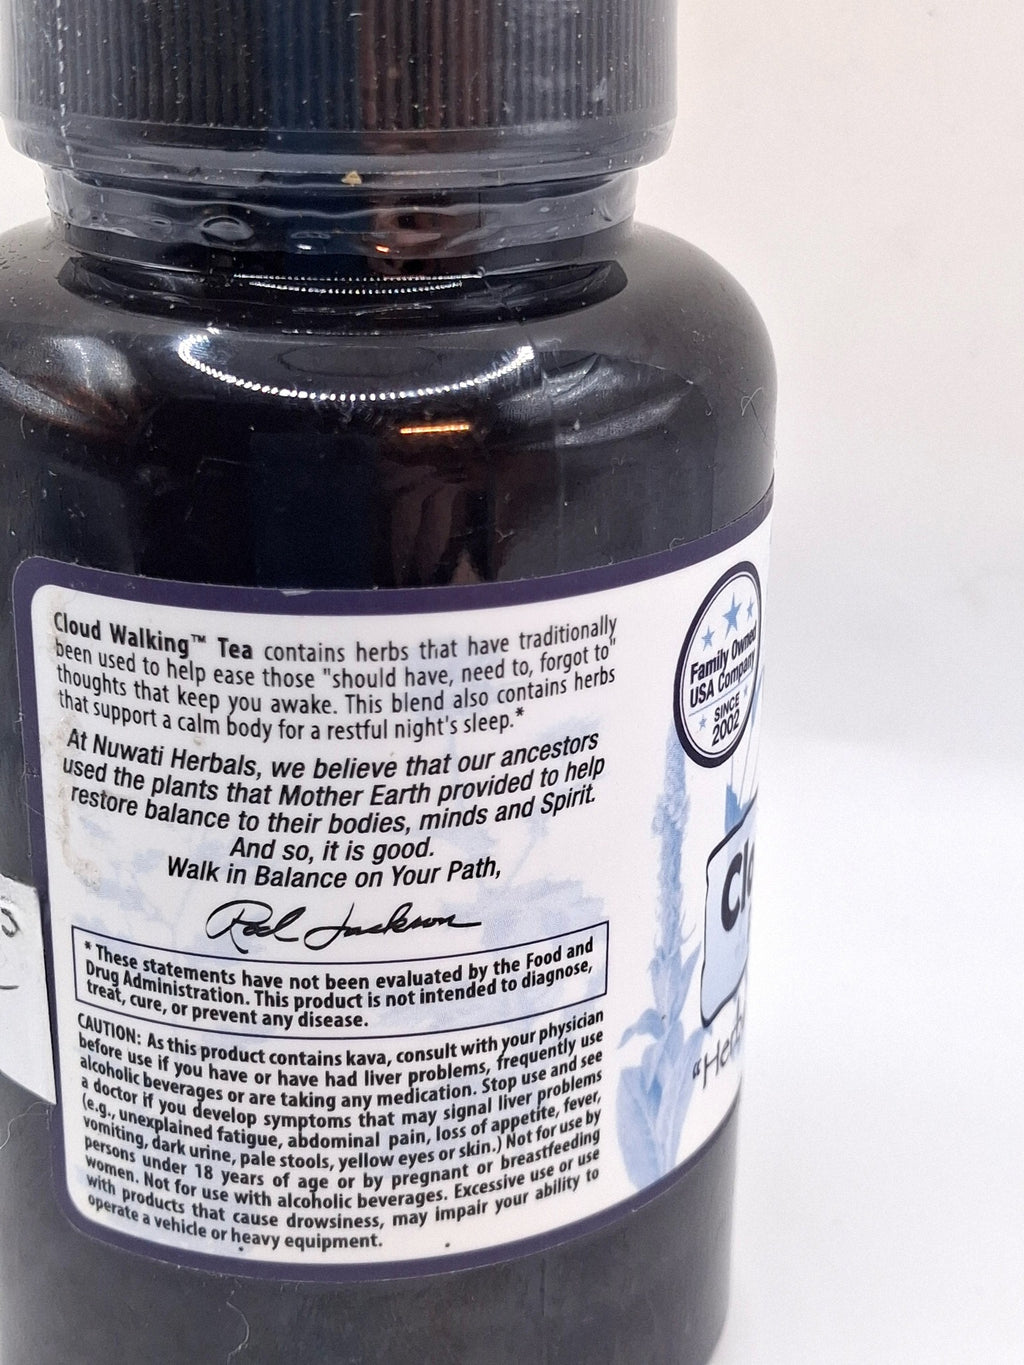 Cloud Walking™ Tea contains herbs that have traditionally
been used to help ease those "should have, need to, forgot to"
thoughts that keep you awake. This blend also contains herbs
that support a calm body for a restful night's sleep.*
At Nuwati Herbals, we believe that our ancestors
used the plants that Mother Earth provided to help
restore balance to their bodies, minds and Spirit.
And so, it is good.
Walk in Balance on Your Path,
Rod Jackson
* These statements have not been evaluated by the Food and
Drug Administration. This product is not intended to diagnose,
treat, cure, or prevent any disease.
CAUTION: As this product contains kava, consult with your physician
before use if you have or have had liver problems, frequently use
alcoholic beverages or are taking any medication. Stop use and see
a doctor if you develop symptoms that may signal liver problems
(e.g., unexplained fatigue, abdominal pain, loss of appetite, fever,
vomiting, dark urine, pale stools, yellow eyes or skin.) Not for use by
persons under 18 years of age or by pregnant or breastfeeding
women. Not for use with alcoholic beverages. Excessive use or use
with products that cause drowsiness, may impair your ability to
operate a vehicle or heavy equipment.
Family Owned
USA Company
SINCE
2002
Clo
"Herb